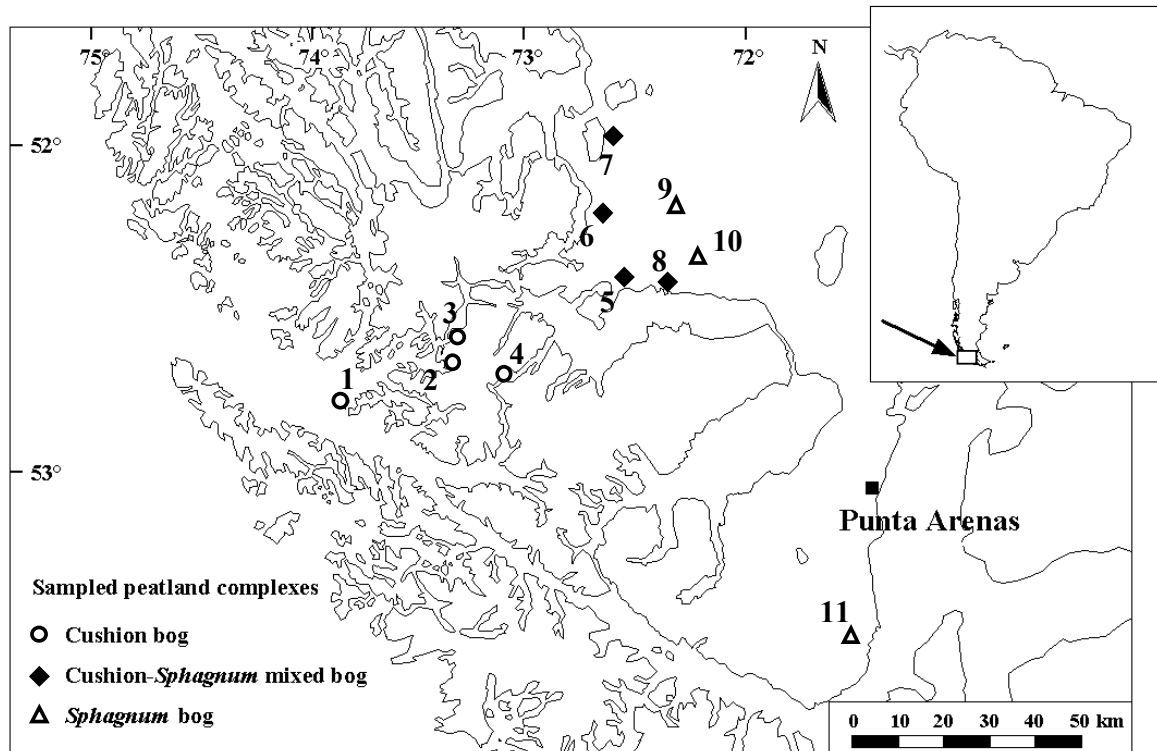 75°
74°
73°
72°
N
52°
7
9
6
10
8
5
3
4
2
1
53°
Punta Arenas
11
Sampled peatland complexes
Cushion bog
Cushion-Sphagnum mixed bog
Sphagnum bog
0 10 20 30 40 50 km